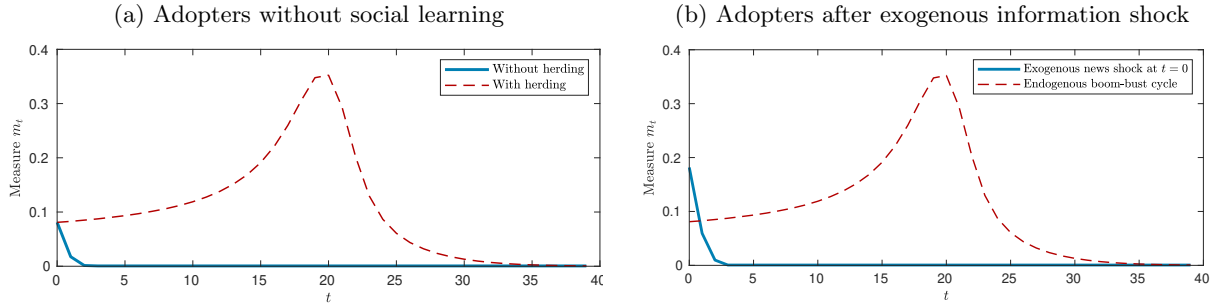 (a) Adopters without social learning
0.4
0.3
0.2
0.1
0
Measure $m_t$
Without herding
With herding
0 5 10 15 20 25 30 35 40
t
(b) Adopters after exogenous information shock
0.4
0.3
0.2
0.1
0
Measure $m_t$
Exogenous news shock at t = 0
Endogenous boom-bust cycle
0 5 10 15 20 25 30 35 40
t